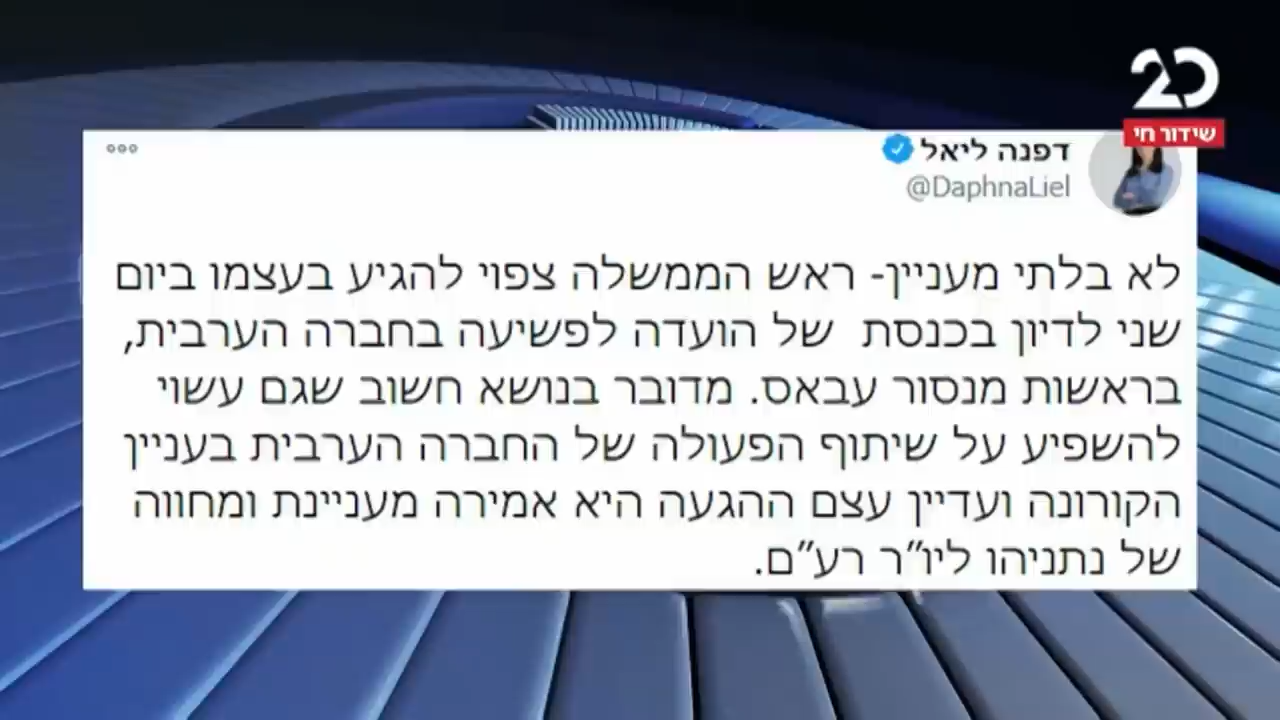 20
שידור חי
דפנה ליאל
@DaphnaLiel
לא בלתי מעניין- ראש הממשלה צפוי להגיע בעצמו ביום
שני לדיון בכנסת של הועדה לפשיעה בחברה הערבית,
בראשות מנסור עבאס. מדובר בנושא חשוב שגם עשוי
להשפיע על שיתוף הפעולה של החברה הערבית בעניין
הקורונה ועדיין עצם ההגעה היא אמירה מעניינת ומחווה
של נתניהו ליו״ר רע״ם.